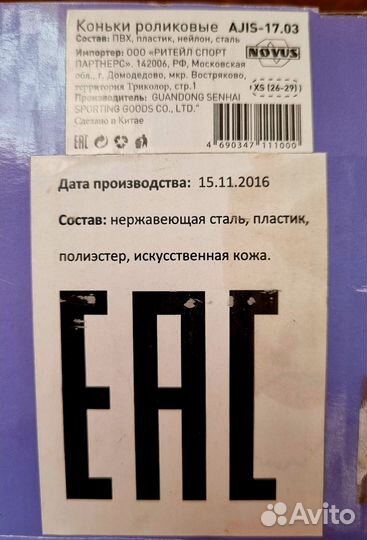 Коньки роликовые AJIS-17.03
Состав: ПВХ, пластик, нейлон, сталь
Импортер: ООО «РИТЕЙЛ СПОРТ
ПАРТНЕРС». 142006, РФ, Московская
обл., г. Домодедово, мкр. Востряково,
территория Триколор, стр.1
Производитель: GUANDONG SENHAI
SPORTING GOODS CO., LTD."
Сделано в Китае
NOVUS
XS (26-29)
EAC
4 690347 111000
Дата производства: 15.11.2016
Состав: нержавеющая сталь, пластик,
полиэстер, искусственная кожа.
EAC
Avito